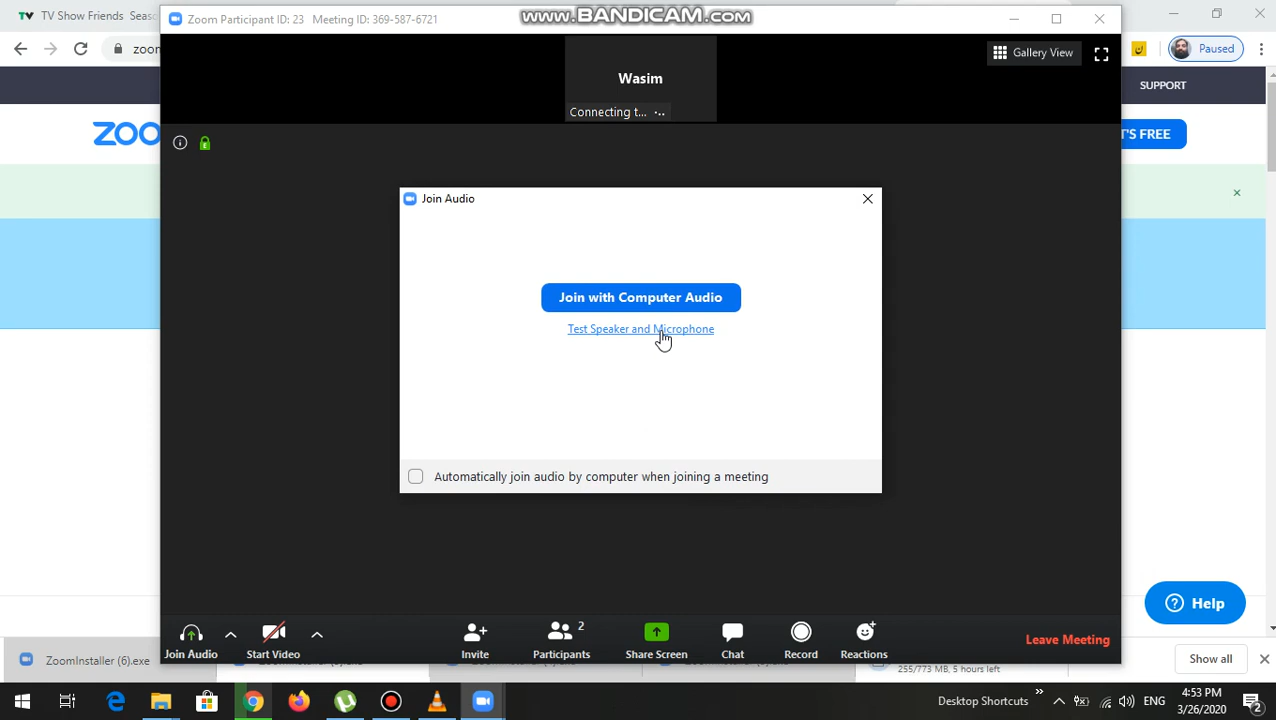 TV Show Friends  Seas
Zoom Participant ID: 23   Meeting ID: 369-587-6721
www.BANDICAM.com
zoon
Paused
SUPPORT
Gallery View
Wasim
Connecting t...
ZOO
T'S FREE
Join Audio
Join with Computer Audio
Test Speaker and Microphone
Automatically join audio by computer when joining a meeting
Help
2
Join Audio
Start Video
Invite
Participants
Share Screen
Chat
Record
Reactions
Leave Meeting
ZoomInstaller (6).exe
255/773 MB, 5 hours left
Show all
Desktop Shortcuts
ENG
4:53 PM
3/26/2020
2